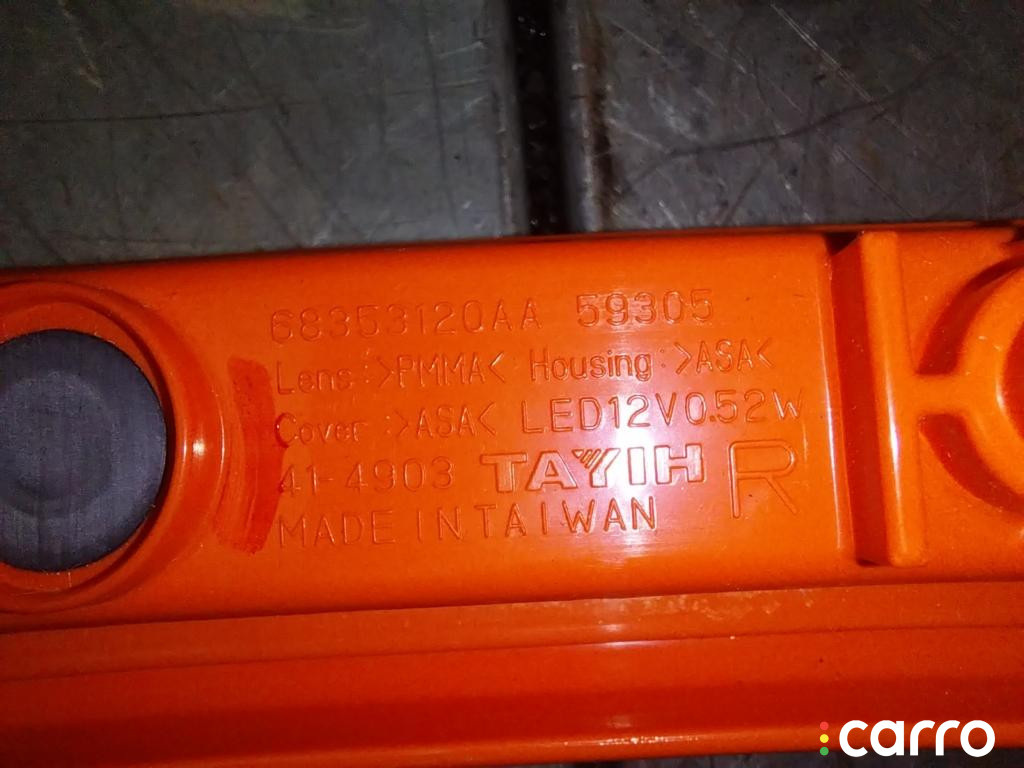 68353120AA 59305
Lens :>PMMA< Housing :>ASA<
Cover :>ASA< LED12V0.52W
41-4903 TAYIH R
MADE IN TAIWAN
carro